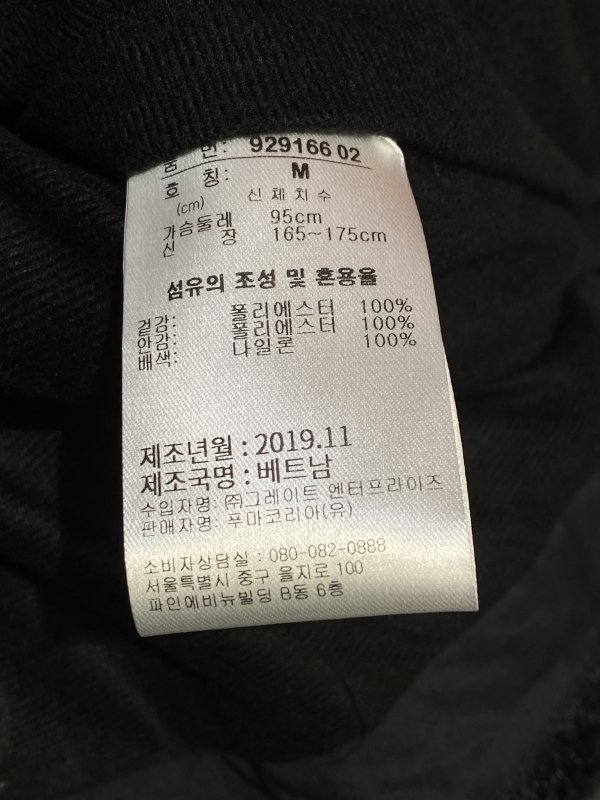 품 번: 929166 02
호 칭: M
(cm) 신체치수
가슴둘레 95cm
신 장 165~175cm
섬유의 조성 및 혼용율
겉감: 폴리에스터 100%
안감: 폴리에스터 100%
배색: 나일론 100%
제조년월 : 2019.11
제조국명 : 베트남
수입자명: ㈜그레이트 엔터프라이즈
판매자명: 푸마코리아(유)
소비자상담실 : 080-082-0888
서울특별시 중구 을지로 100
파인에비뉴빌딩 B동 6층